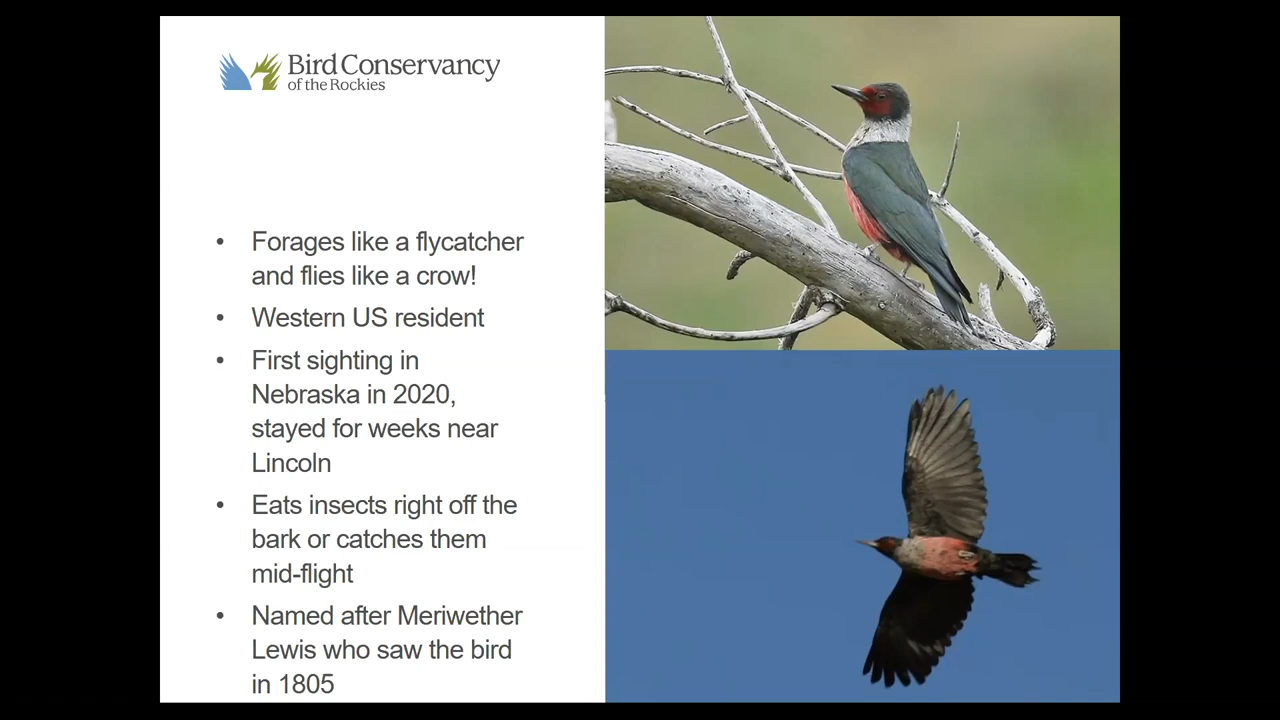 Bird Conservancy
of the Rockies
• Forages like a flycatcher
and flies like a crow!
• Western US resident
• First sighting in
Nebraska in 2020,
stayed for weeks near
Lincoln
• Eats insects right off the
bark or catches them
mid-flight
• Named after Meriwether
Lewis who saw the bird
in 1805